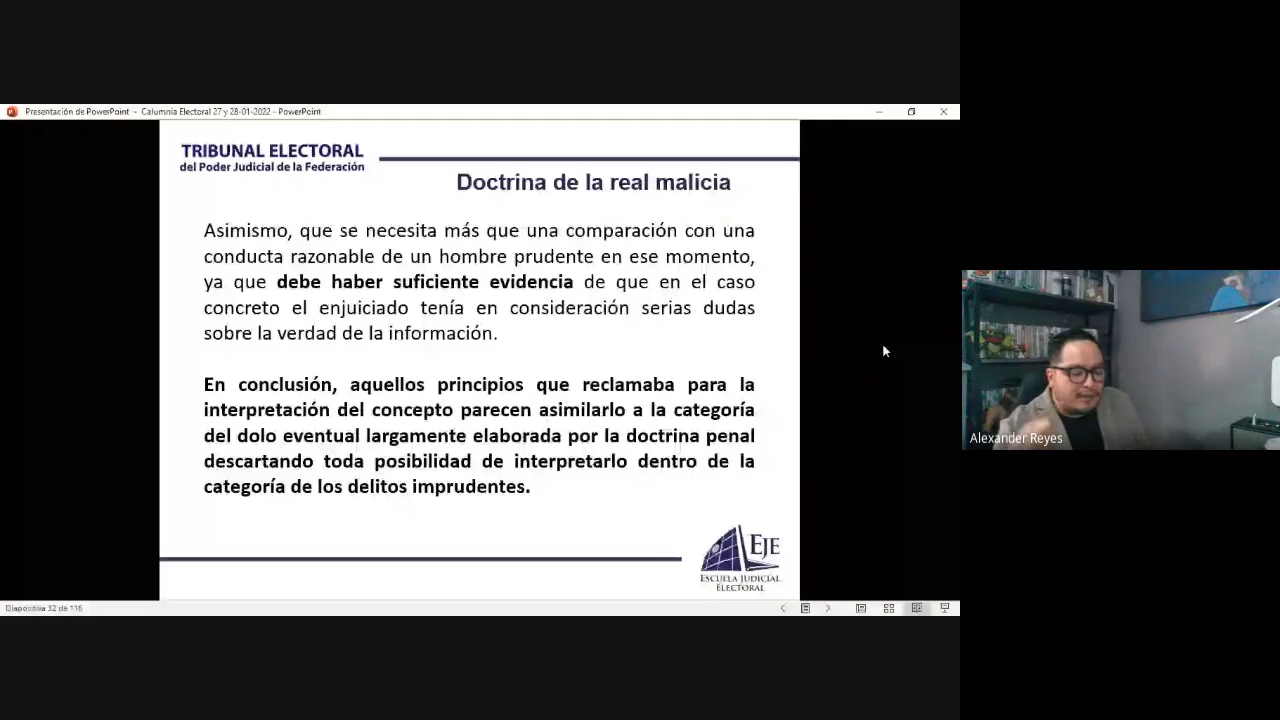 Presentación de PowerPoint - Calumnia Electoral 27 y 28-01-2022 - PowerPoint
TRIBUNAL ELECTORAL
del Poder Judicial de la Federación
Doctrina de la real malicia
Asimismo, que se necesita más que una comparación con una
conducta razonable de un hombre prudente en ese momento,
ya que debe haber suficiente evidencia de que en el caso
concreto el enjuiciado tenía en consideración serias dudas
sobre la verdad de la información.
En conclusión, aquellos principios que reclamaba para la
interpretación del concepto parecen asimilarlo a la categoría
del dolo eventual largamente elaborada por la doctrina penal
descartando toda posibilidad de interpretarlo dentro de la
categoría de los delitos imprudentes.
EJE
ESCUELA JUDICIAL
ELECTORAL
Diapositiva 32 de 116
Alexander Reyes